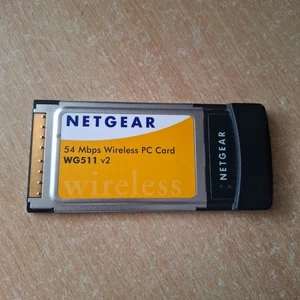 NETGEAR
54 Mbps Wireless PC Card
WG511 v2
wireless
NETGEAR